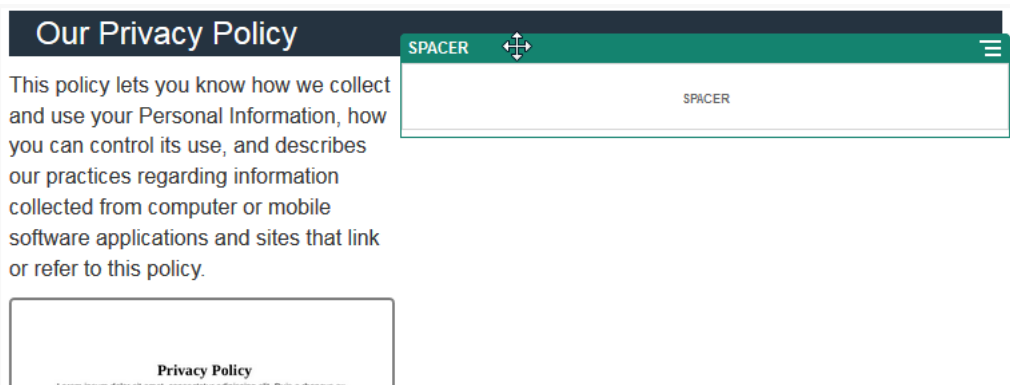 Our Privacy Policy
SPACER
SPACER
This policy lets you know how we collect
and use your Personal Information, how
you can control its use, and describes
our practices regarding information
collected from computer or mobile
software applications and sites that link
or refer to this policy.
Privacy Policy